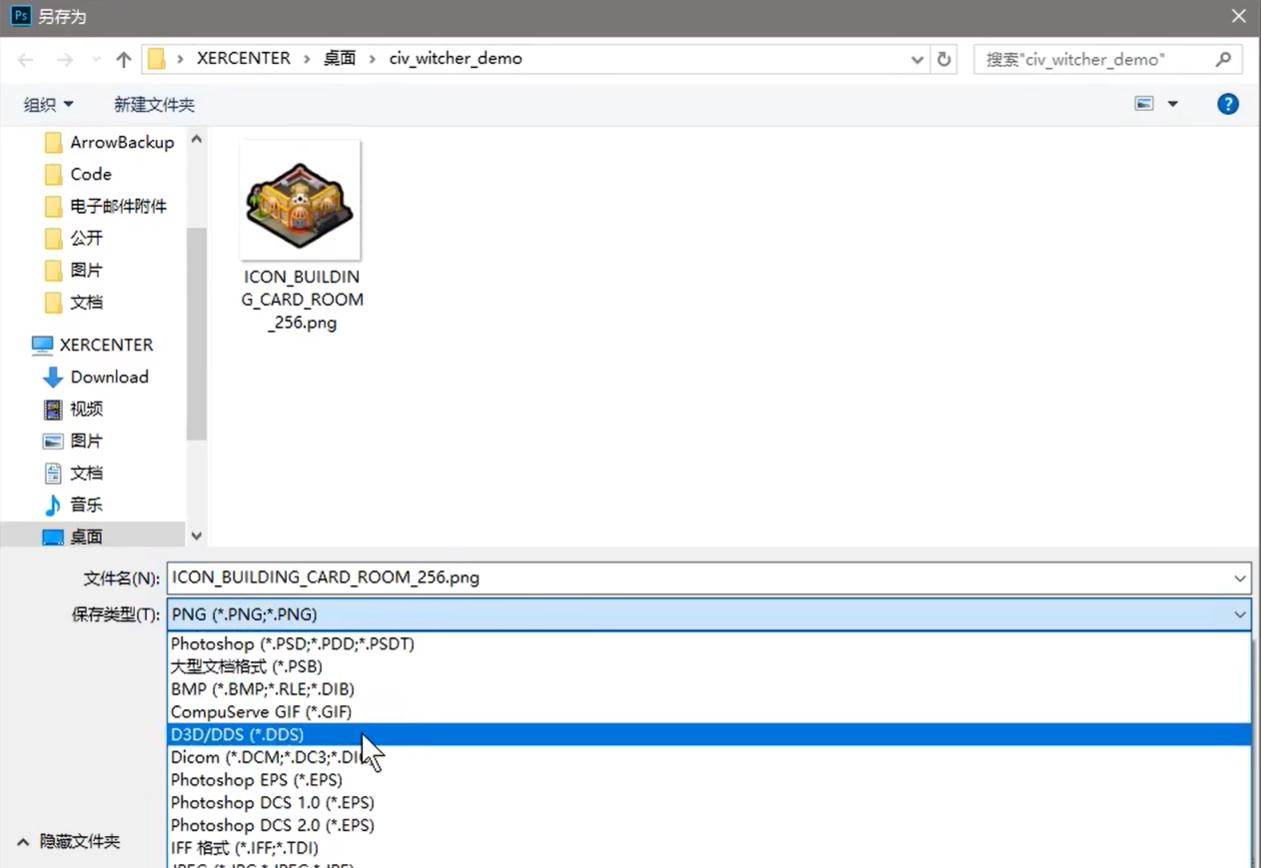 Ps 另存为
XERCENTER 桌面 civ_witcher_demo
搜索"civ_witcher_demo"
组织 新建文件夹
?
ArrowBackup
Code
电子邮件附件
公开
图片
文档
XERCENTER
Download
视频
图片
文档
音乐
桌面
ICON_BUILDIN
G_CARD_ROOM
_256.png
文件名(N): ICON_BUILDING_CARD_ROOM_256.png
保存类型(T): PNG (*.PNG;*.PNG)
Photoshop (*.PSD;*.PDD;*.PSDT)
大型文档格式 (*.PSB)
BMP (*.BMP;*.RLE;*.DIB)
CompuServe GIF (*.GIF)
D3D/DDS (*.DDS)
Dicom (*.DCM;*.DC3;*.DI
Photoshop EPS (*.EPS)
Photoshop DCS 1.0 (*.EPS)
Photoshop DCS 2.0 (*.EPS)
IFF 格式 (*.IFF;*.TDI)
隐藏文件夹